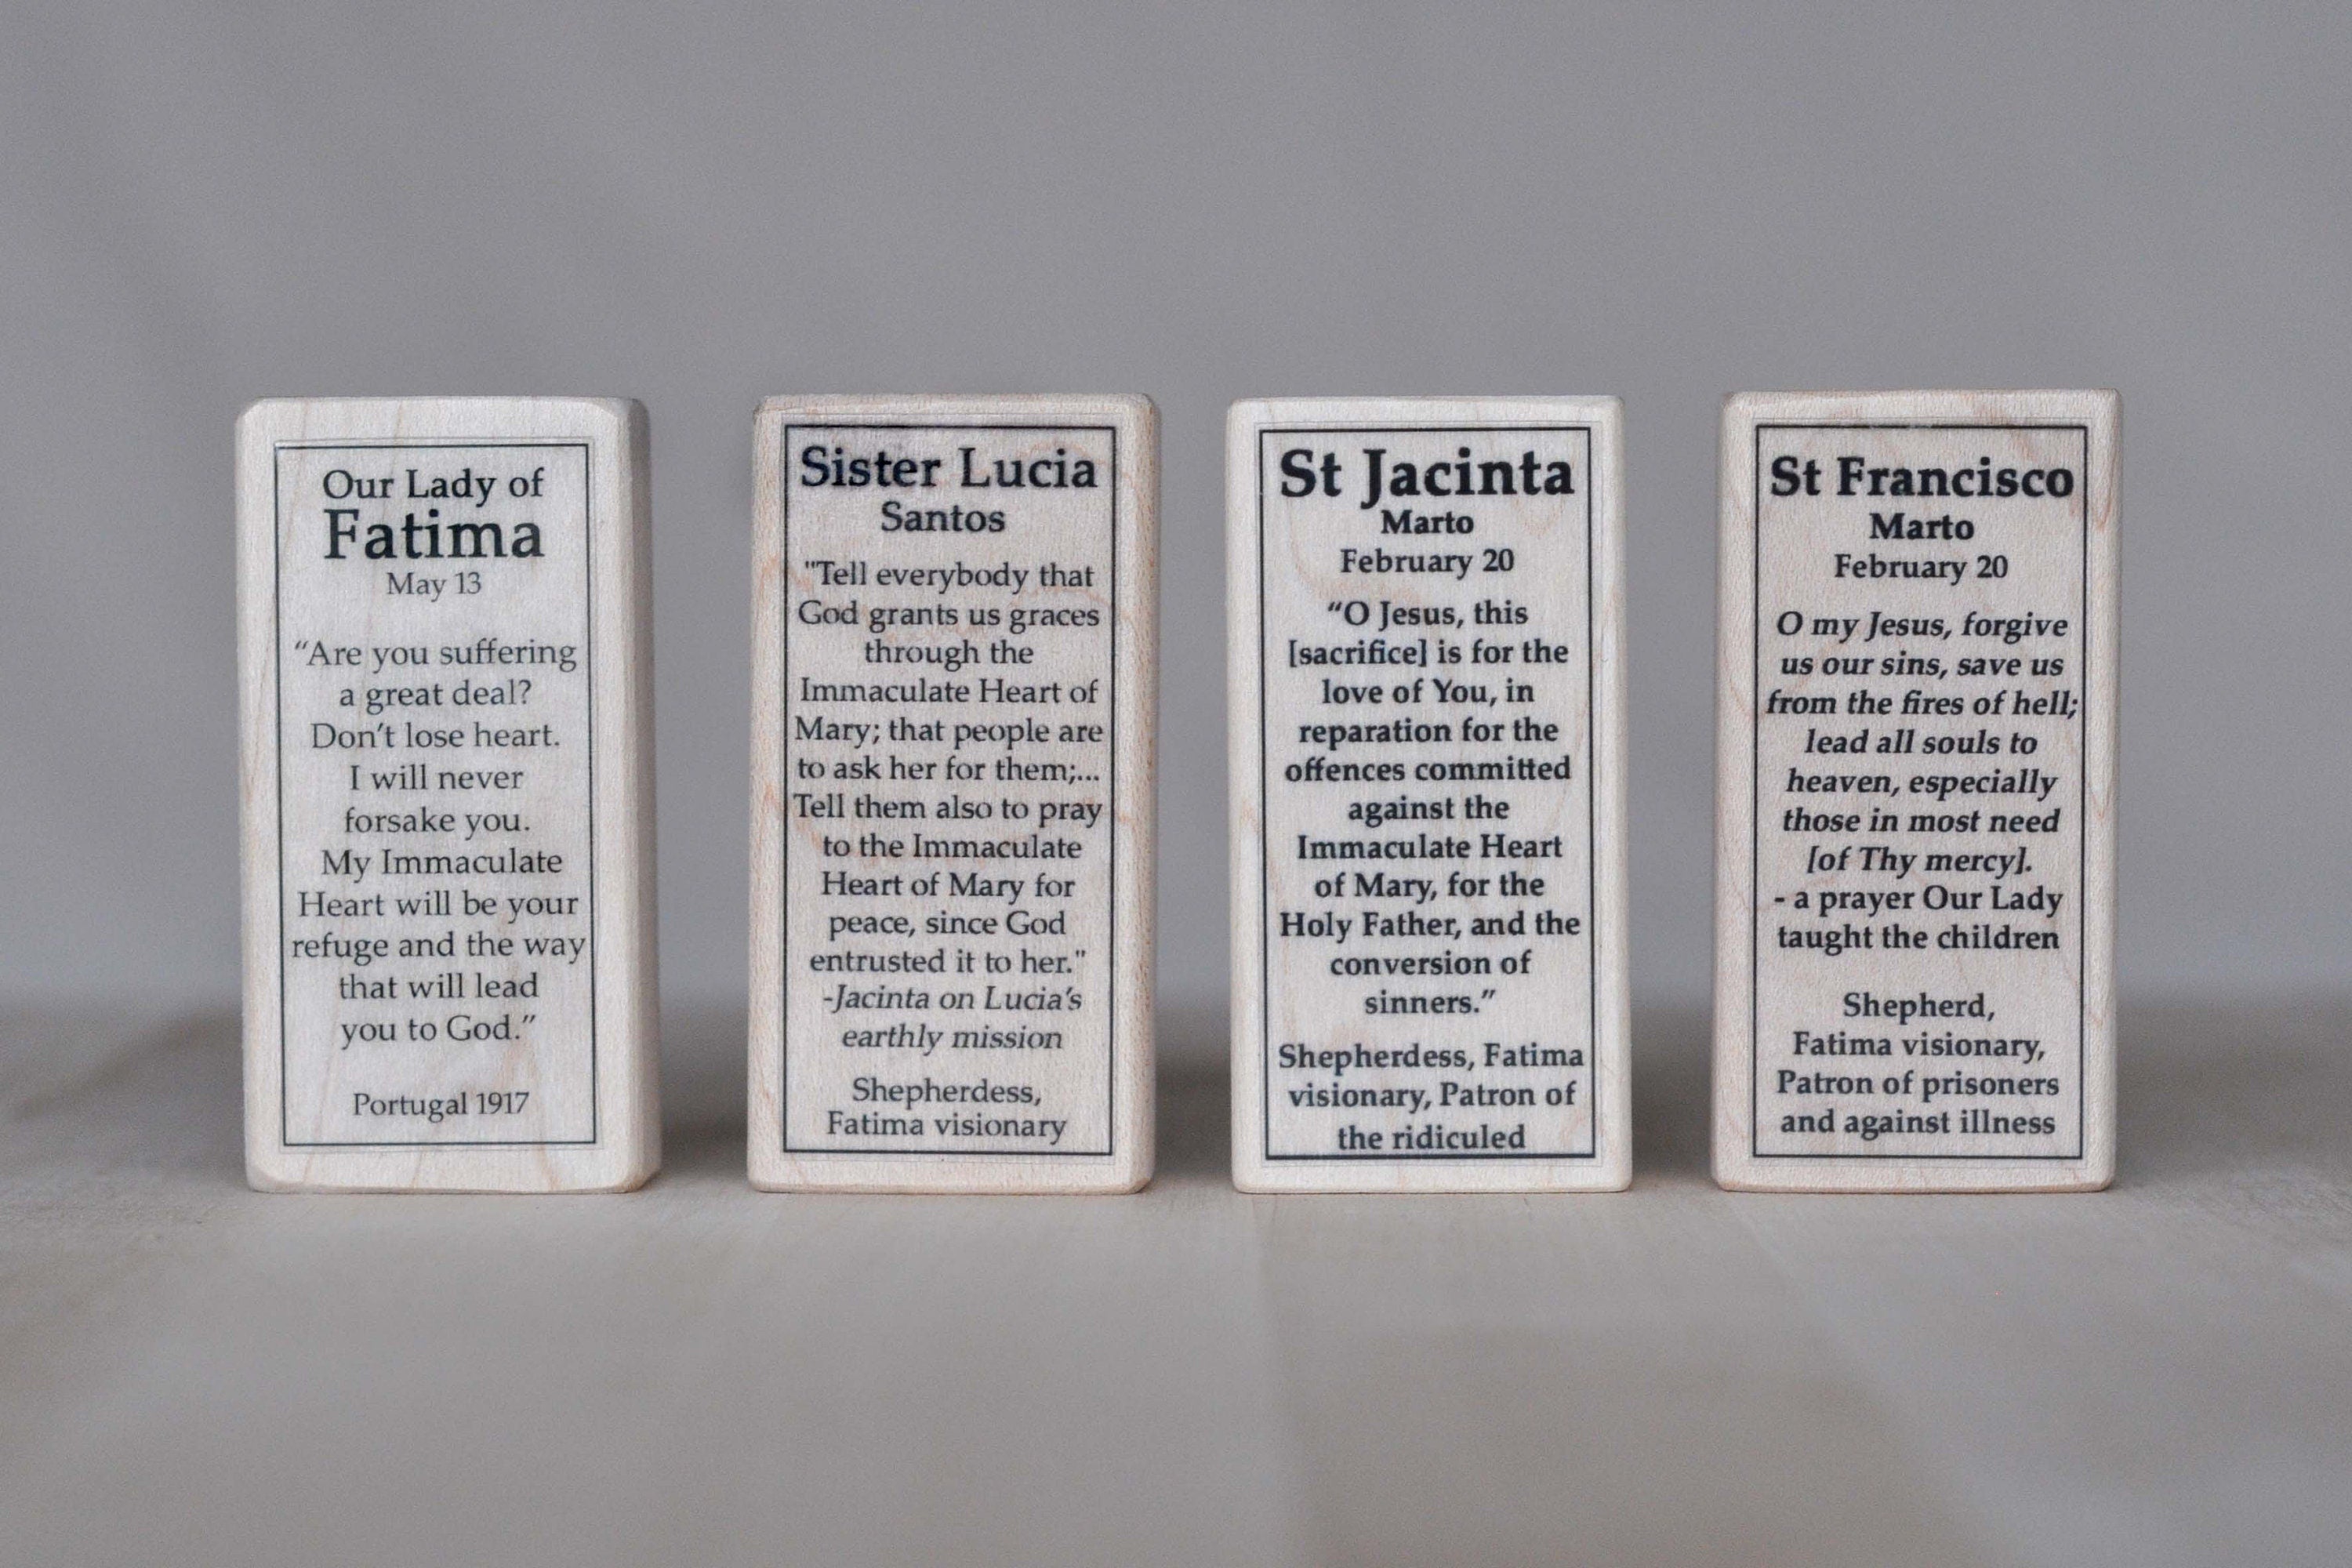 Our Lady of
Fatima
May 13
“Are you suffering
a great deal?
Don’t lose heart.
I will never
forsake you.
My Immaculate
Heart will be your
refuge and the way
that will lead
you to God.”
Portugal 1917
Sister Lucia
Santos
"Tell everybody that
God grants us graces
through the
Immaculate Heart of
Mary; that people are
to ask her for them;...
Tell them also to pray
to the Immaculate
Heart of Mary for
peace, since God
entrusted it to her."
-Jacinta on Lucia’s
earthly mission
Shepherdess,
Fatima visionary
St Jacinta
Marto
February 20
“O Jesus, this
[sacrifice] is for the
love of You, in
reparation for the
offences committed
against the
Immaculate Heart
of Mary, for the
Holy Father, and the
conversion of
sinners.”
Shepherdess, Fatima
visionary, Patron of
the ridiculed
St Francisco
Marto
February 20
O my Jesus, forgive
us our sins, save us
from the fires of hell;
lead all souls to
heaven, especially
those in most need
[of Thy mercy].
- a prayer Our Lady
taught the children
Shepherd,
Fatima visionary,
Patron of prisoners
and against illness